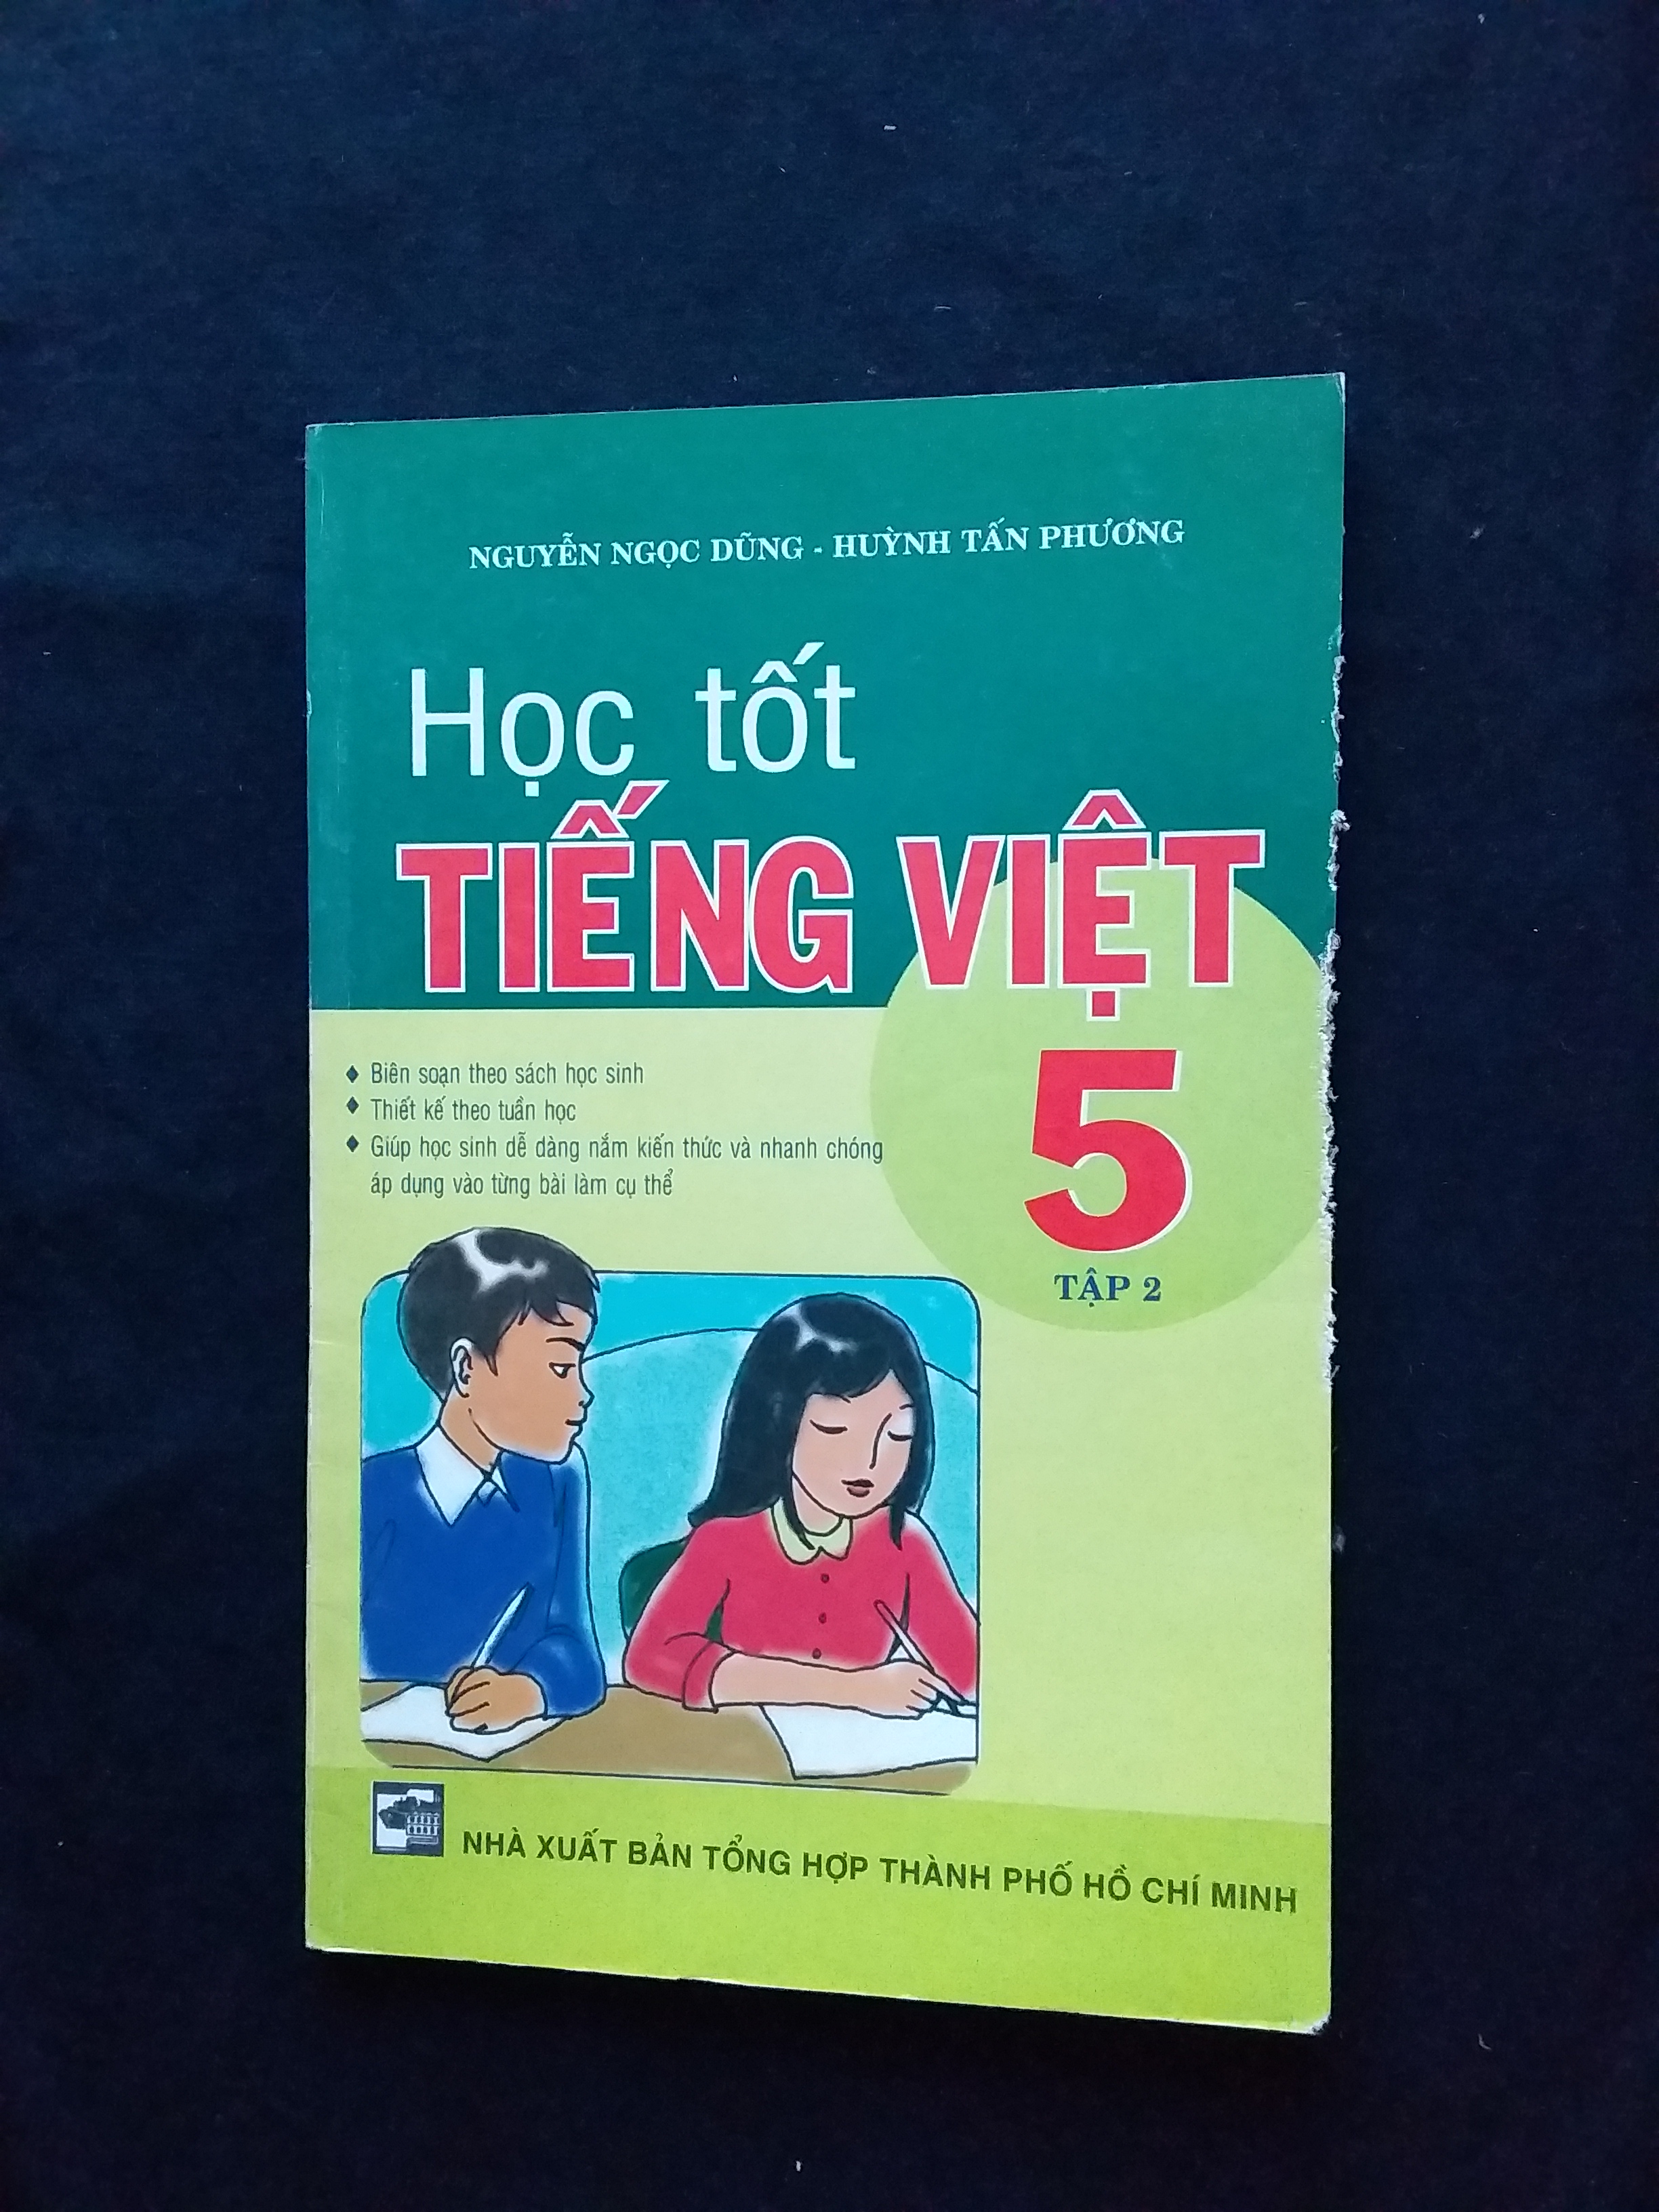 NGUYỄN NGỌC DŨNG - HUỲNH TẤN PHƯƠNG
Học tốt
TIẾNG VIỆT
5
TẬP 2
♦ Biên soạn theo sách học sinh
♦ Thiết kế theo tuần học
♦ Giúp học sinh dễ dàng nắm kiến thức và nhanh chóng
áp dụng vào từng bài làm cụ thể
NHÀ XUẤT BẢN TỔNG HỢP THÀNH PHỐ HỒ CHÍ MINH